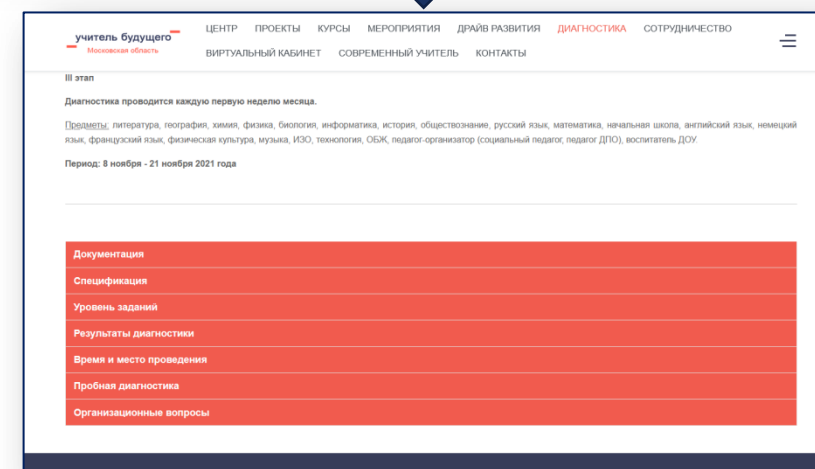 учитель будущего
Московская область
ЦЕНТР ПРОЕКТЫ КУРСЫ МЕРОПРИЯТИЯ ДРАЙВ РАЗВИТИЯ ДИАГНОСТИКА СОТРУДНИЧЕСТВО
ВИРТУАЛЬНЫЙ КАБИНЕТ СОВРЕМЕННЫЙ УЧИТЕЛЬ КОНТАКТЫ
III этап
Диагностика проводится каждую первую неделю месяца.
Предметы: литература, география, химия, физика, биология, информатика, история, обществознание, русский язык, математика, начальная школа, английский язык, немецкий
язык, французский язык, физическая культура, музыка, ИЗО, технология, ОБЖ, педагог-организатор (социальный педагог, педагог ДПО), воспитатель ДОУ.
Период: 8 ноября - 21 ноября 2021 года
Документация
Спецификация
Уровень заданий
Результаты диагностики
Время и место проведения
Пробная диагностика
Организационные вопросы